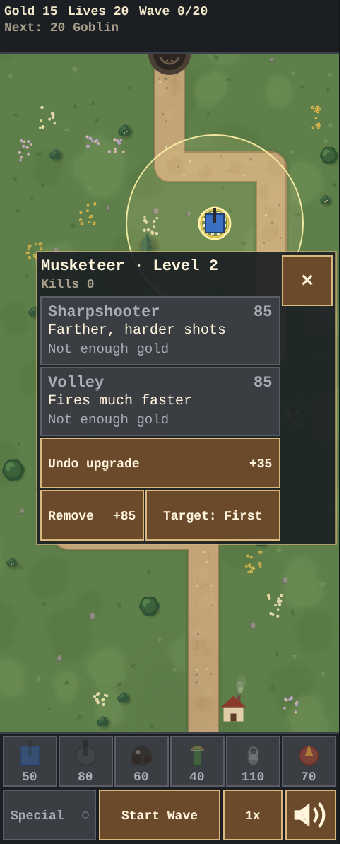 Gold 15 Lives 20 Wave 0/20
Next: 20 Goblin
Musketeer · Level 2
Kills 0
×
Sharpshooter 85
Farther, harder shots
Not enough gold
Volley 85
Fires much faster
Not enough gold
Undo upgrade +35
Remove +85
Target: First
50 80 60 40 110 70
Special
Start Wave
1x